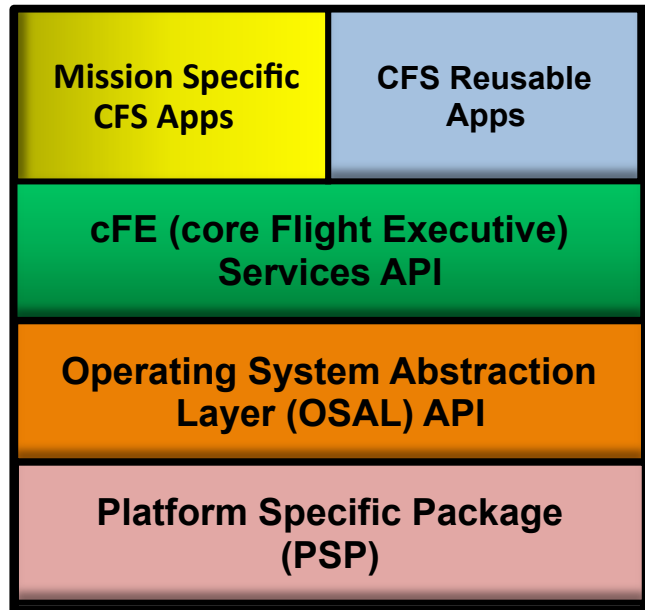 Mission Specific
CFS Apps
CFS Reusable
Apps
cFE (core Flight Executive)
Services API
Operating System Abstraction
Layer (OSAL) API
Platform Specific Package
(PSP)